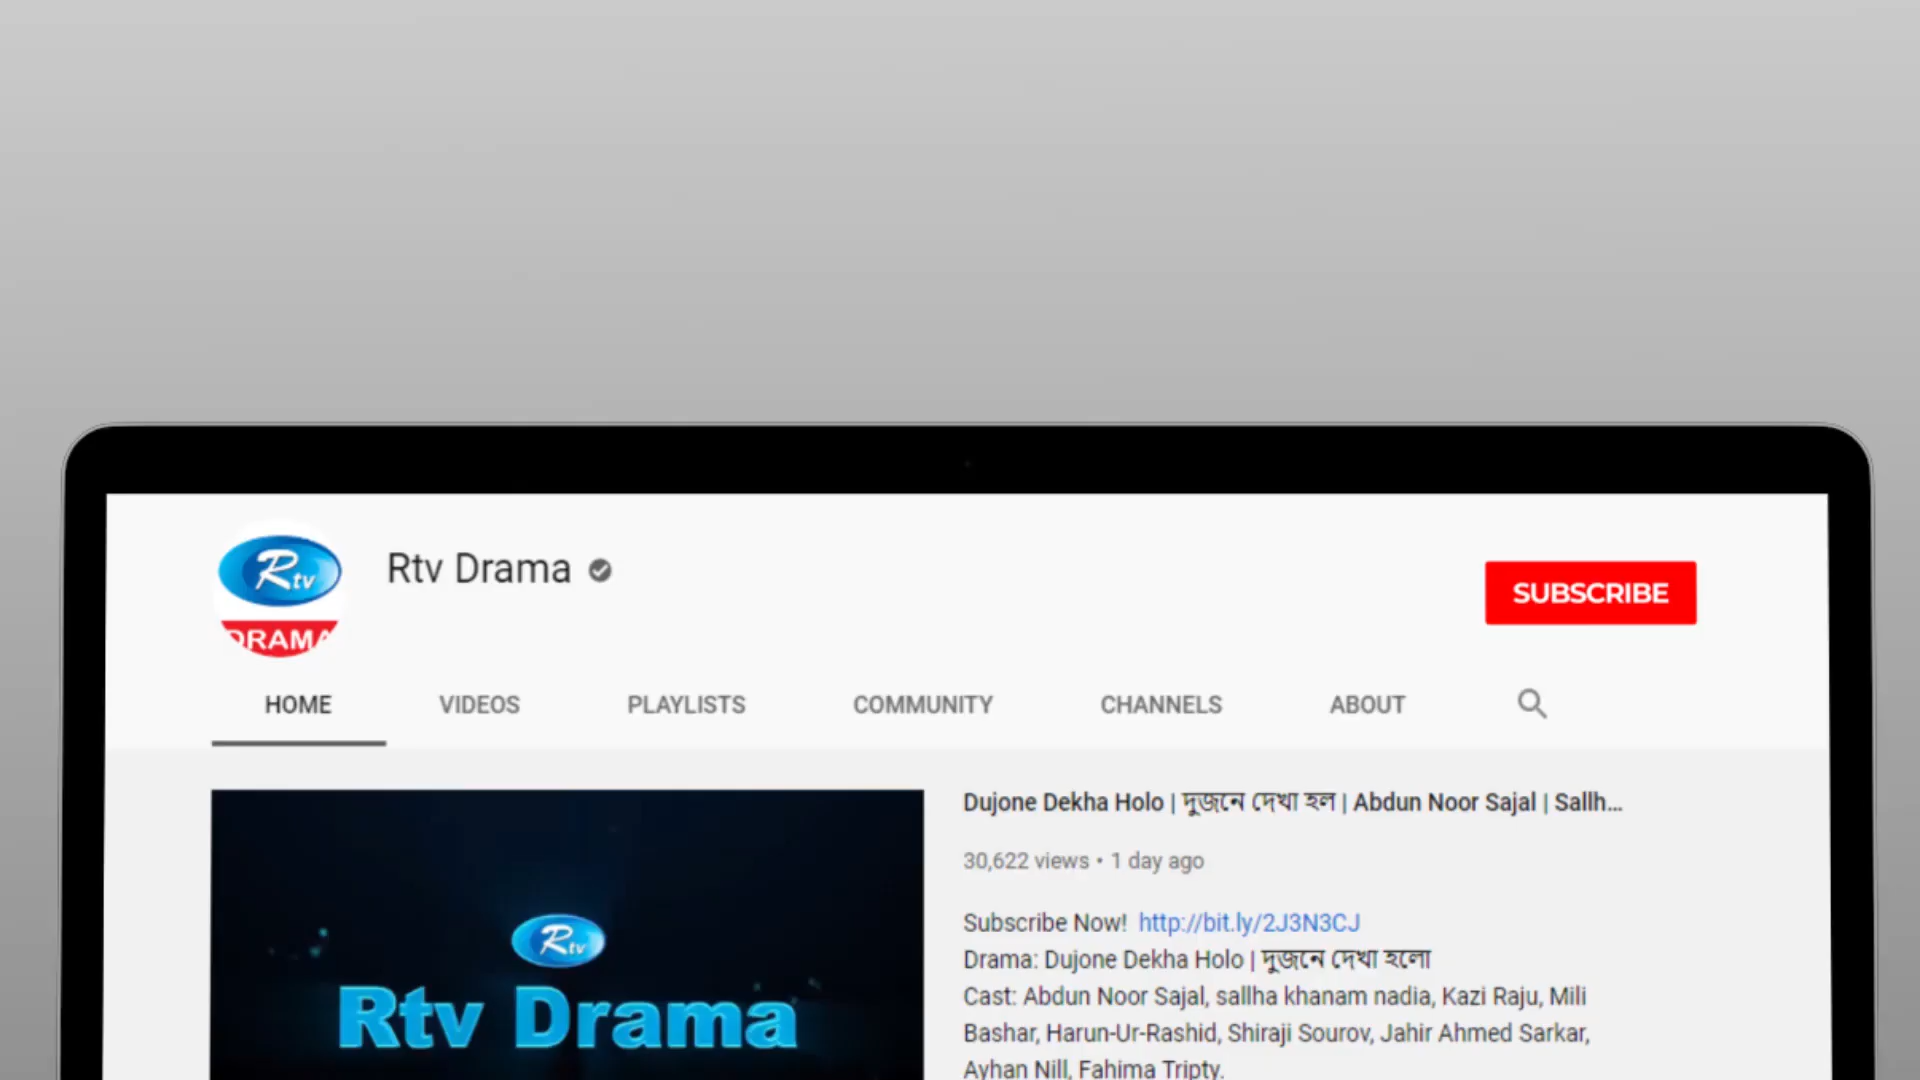 Rtv
DRAMA
Rtv Drama
SUBSCRIBE
HOME VIDEOS PLAYLISTS COMMUNITY CHANNELS ABOUT
Rtv
Rtv Drama
Dujone Dekha Holo | দুজনে দেখা হল | Abdun Noor Sajal | Sallh...
30,622 views • 1 day ago
Subscribe Now! http://bit.ly/2J3N3CJ
Drama: Dujone Dekha Holo | দুজনে দেখা হলো
Cast: Abdun Noor Sajal, sallha khanam nadia, Kazi Raju, Mili
Bashar, Harun-Ur-Rashid, Shiraji Sourov, Jahir Ahmed Sarkar,
Ayhan Nill, Fahima Tripty.